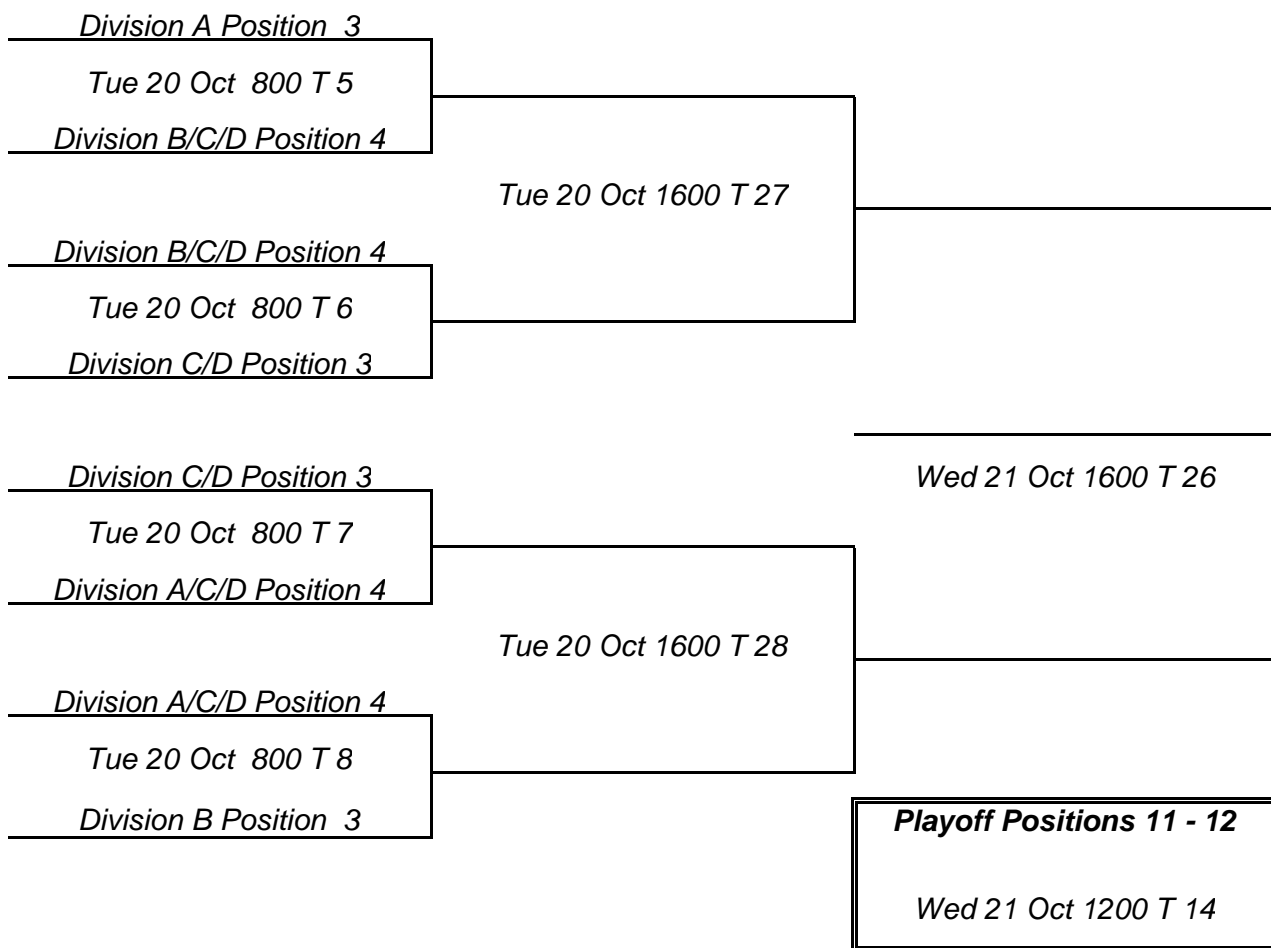 Division A Position 3
Tue 20 Oct 800 T 5
Division B/C/D Position 4
Tue 20 Oct 1600 T 27
Division B/C/D Position 4
Tue 20 Oct 800 T 6
Division C/D Position 3
Division C/D Position 3
Wed 21 Oct 1600 T 26
Tue 20 Oct 800 T 7
Division A/C/D Position 4
Tue 20 Oct 1600 T 28
Division A/C/D Position 4
Tue 20 Oct 800 T 8
Division B Position 3
Playoff Positions 11 - 12
Wed 21 Oct 1200 T 14